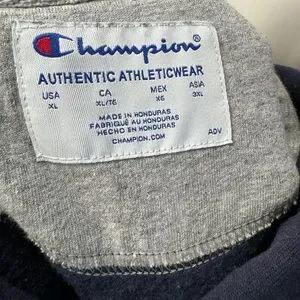 Champion®
AUTHENTIC ATHLETICWEAR
USA CA MEX ASIA
XL XL/TG XG 2XL
MADE IN HONDURAS
FABRIQUÉ AU HONDURAS
HECHO EN HONDURAS
CHAMPION.COM
ADV